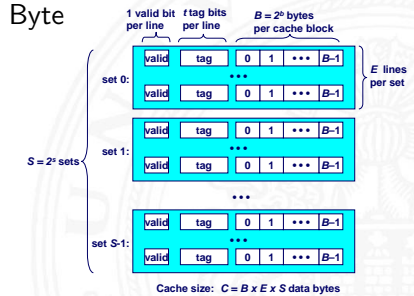 Byte
1 valid bit per line
t tag bits per line
B = 2^b bytes per cache block
E lines per set
set 0:
valid tag 0 1 ••• B–1
•••
valid tag 0 1 ••• B–1
S = 2^s sets
set 1:
valid tag 0 1 ••• B–1
•••
valid tag 0 1 ••• B–1
•••
set S-1:
valid tag 0 1 ••• B–1
•••
valid tag 0 1 ••• B–1
Cache size: C = B x E x S data bytes